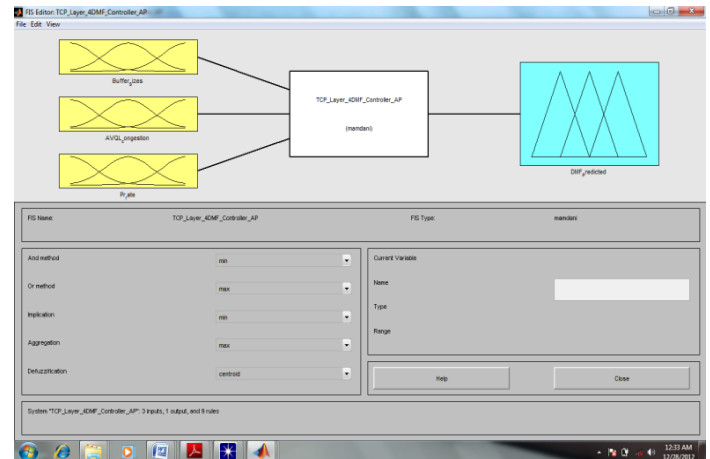 FIS Editor: TCP_Layer_4DMF_Controller_AP
File Edit View
Buffer_sizes
TCP_Layer_4DMF_Controller_AP
(mamdani)
AVQL_congestion
DMF_predicted
Pr_rate
FIS Name: TCP_Layer_4DMF_Controller_AP FIS Type: mamdani
And method min
Or method max
Implication min
Aggregation max
Defuzzification centroid
Current Variable
Name
Type
Range
Help Close
System "TCP_Layer_4DMF_Controller_AP": 3 inputs, 1 output, and 8 rules
12:33 AM
12/28/2012